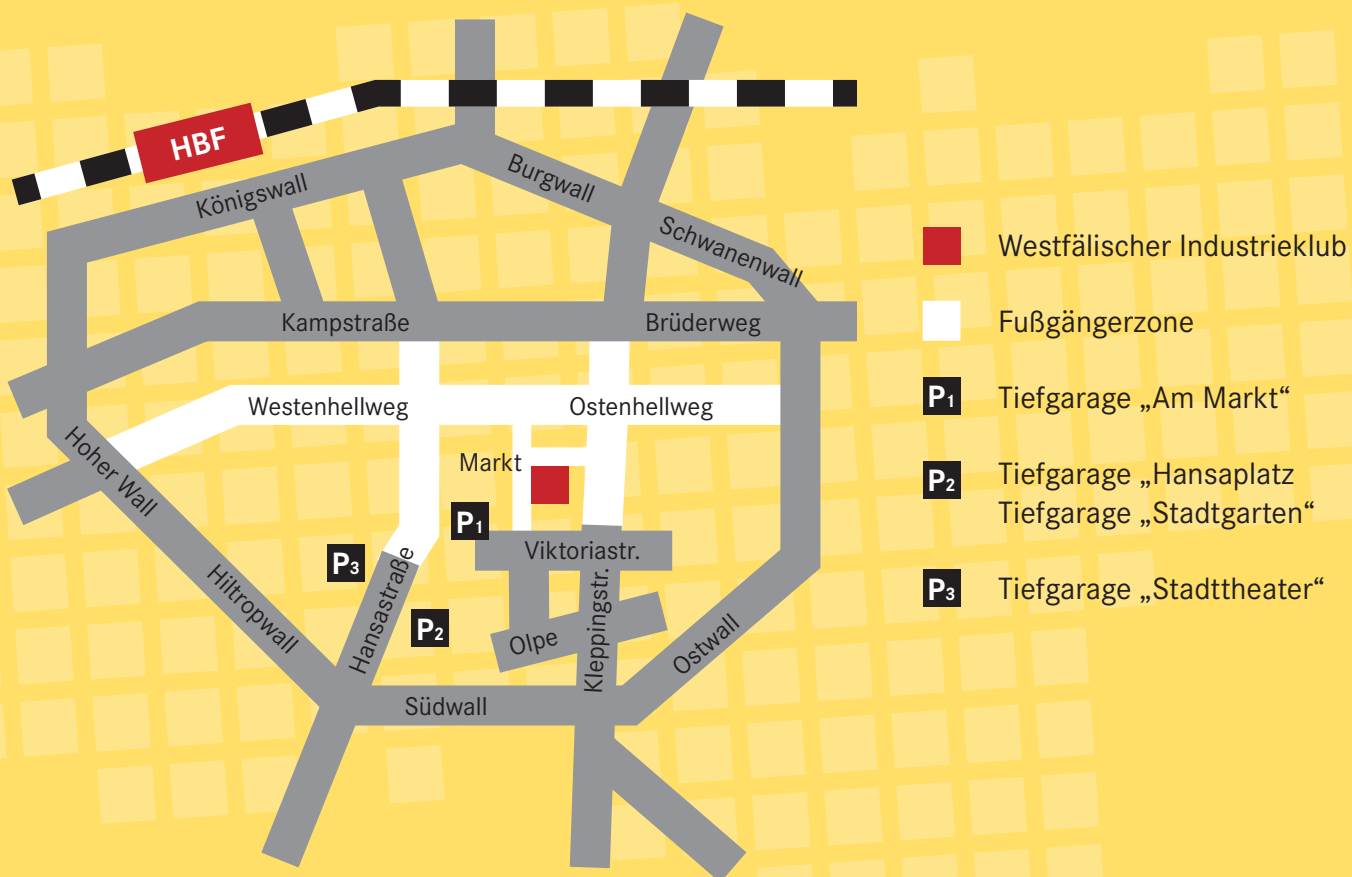 HBF
Königswall
Burgwall
Schwanenwall
Kampstraße
Brüderweg
Westenhellweg
Ostenhellweg
Markt
Hoher Wall
Hiltropwall
P1
Viktoriastr.
P3
Hansastraße
P2
Olpe
Kleppingstr.
Ostwall
Südwall
Westfälischer Industrieklub
Fußgängerzone
P1 Tiefgarage „Am Markt“
P2 Tiefgarage „Hansaplatz
Tiefgarage „Stadtgarten“
P3 Tiefgarage „Stadttheater“